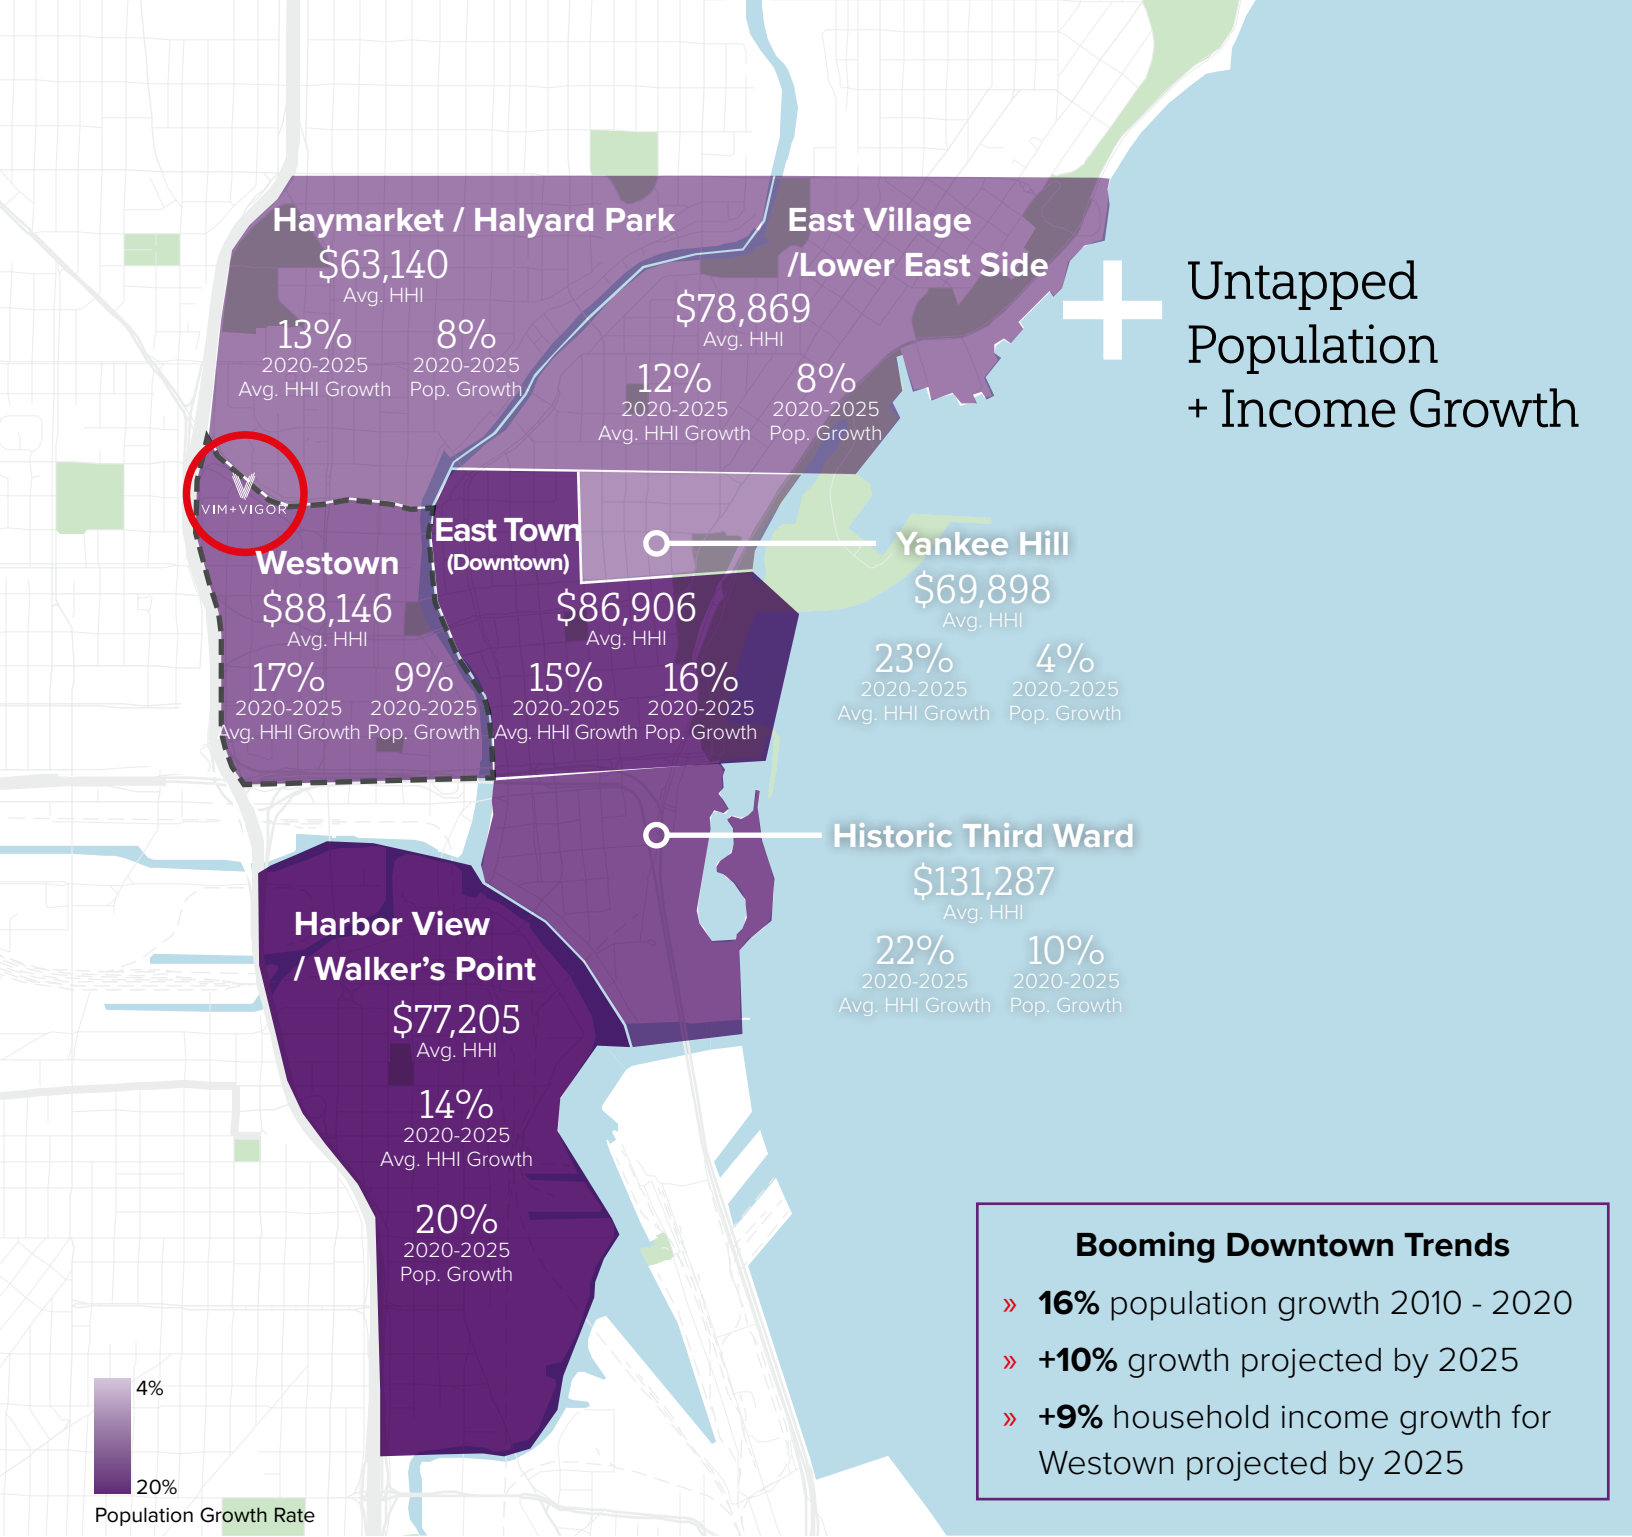 Haymarket / Halyard Park
$63,140
Avg. HHI
13%
2020-2025
Avg. HHI Growth
8%
2020-2025
Pop. Growth
East Village
/Lower East Side
$78,869
Avg. HHI
12%
2020-2025
Avg. HHI Growth
8%
2020-2025
Pop. Growth
Untapped
Population
+ Income Growth
VIM+VIGOR
Westown
$88,146
Avg. HHI
17%
2020-2025
Avg. HHI Growth
9%
2020-2025
Pop. Growth
East Town
(Downtown)
$86,906
Avg. HHI
15%
2020-2025
Avg. HHI Growth
16%
2020-2025
Pop. Growth
Yankee Hill
$69,898
Avg. HHI
23%
2020-2025
Avg. HHI Growth
4%
2020-2025
Pop. Growth
Historic Third Ward
$131,287
Avg. HHI
22%
2020-2025
Avg. HHI Growth
10%
2020-2025
Pop. Growth
Harbor View
/ Walker’s Point
$77,205
Avg. HHI
14%
2020-2025
Avg. HHI Growth
20%
2020-2025
Pop. Growth
Booming Downtown Trends
» 16% population growth 2010 - 2020
» +10% growth projected by 2025
» +9% household income growth for
Westown projected by 2025
4%
20%
Population Growth Rate